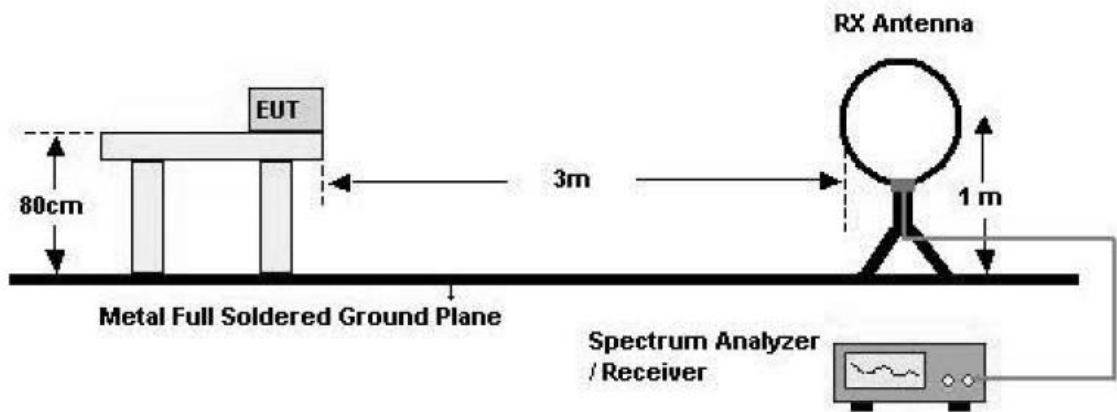 RX Antenna
EUT
3m
80cm
1 m
Metal Full Soldered Ground Plane
Spectrum Analyzer
/ Receiver